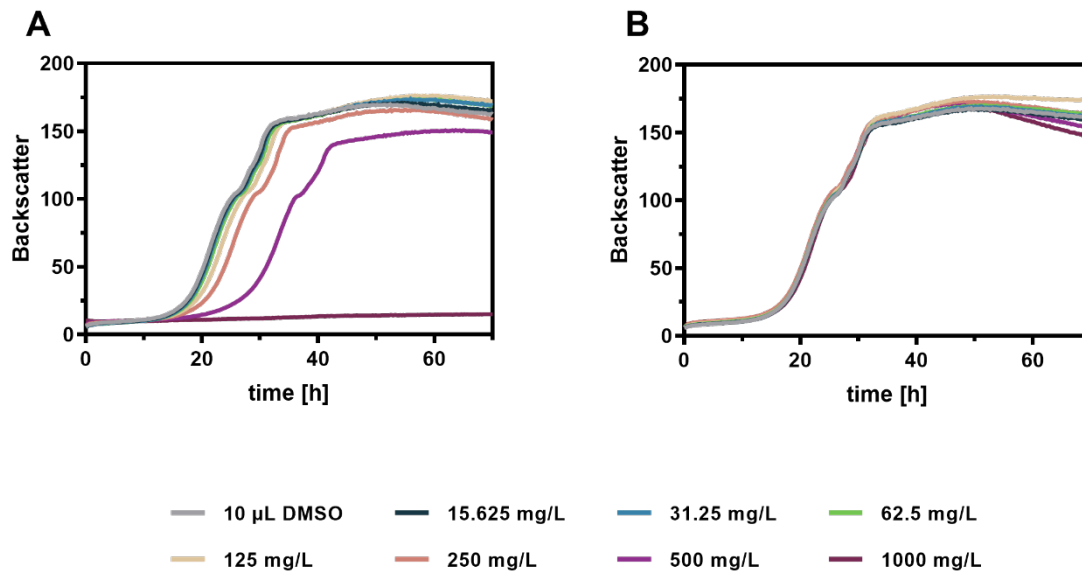 A
B
200
150
100
50
0
Backscatter
0
20
40
60
time [h]
200
150
100
50
0
Backscatter
0
20
40
60
time [h]
10 µL DMSO
15.625 mg/L
31.25 mg/L
62.5 mg/L
125 mg/L
250 mg/L
500 mg/L
1000 mg/L